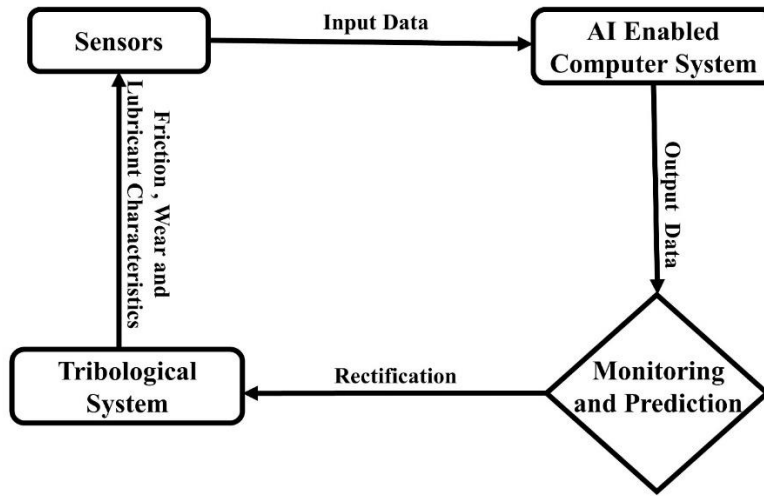 Sensors
Input Data
AI Enabled
Computer System
Friction , Wear and
Lubricant Characteristics
Output Data
Tribological
System
Rectification
Monitoring
and Prediction